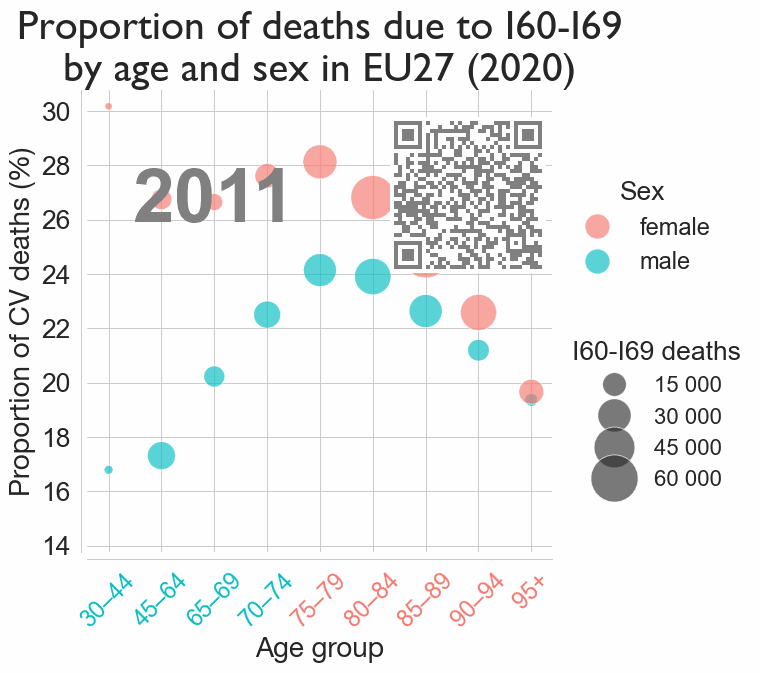 Proportion of deaths due to I60-I69
by age and sex in EU27 (2020)
Proportion of CV deaths (%)
30
28
26
24
22
20
18
16
14
2011
30–44
45–64
65–69
70–74
75–79
80–84
85–89
90–94
95+
Age group
Sex
female
male
I60-I69 deaths
15 000
30 000
45 000
60 000